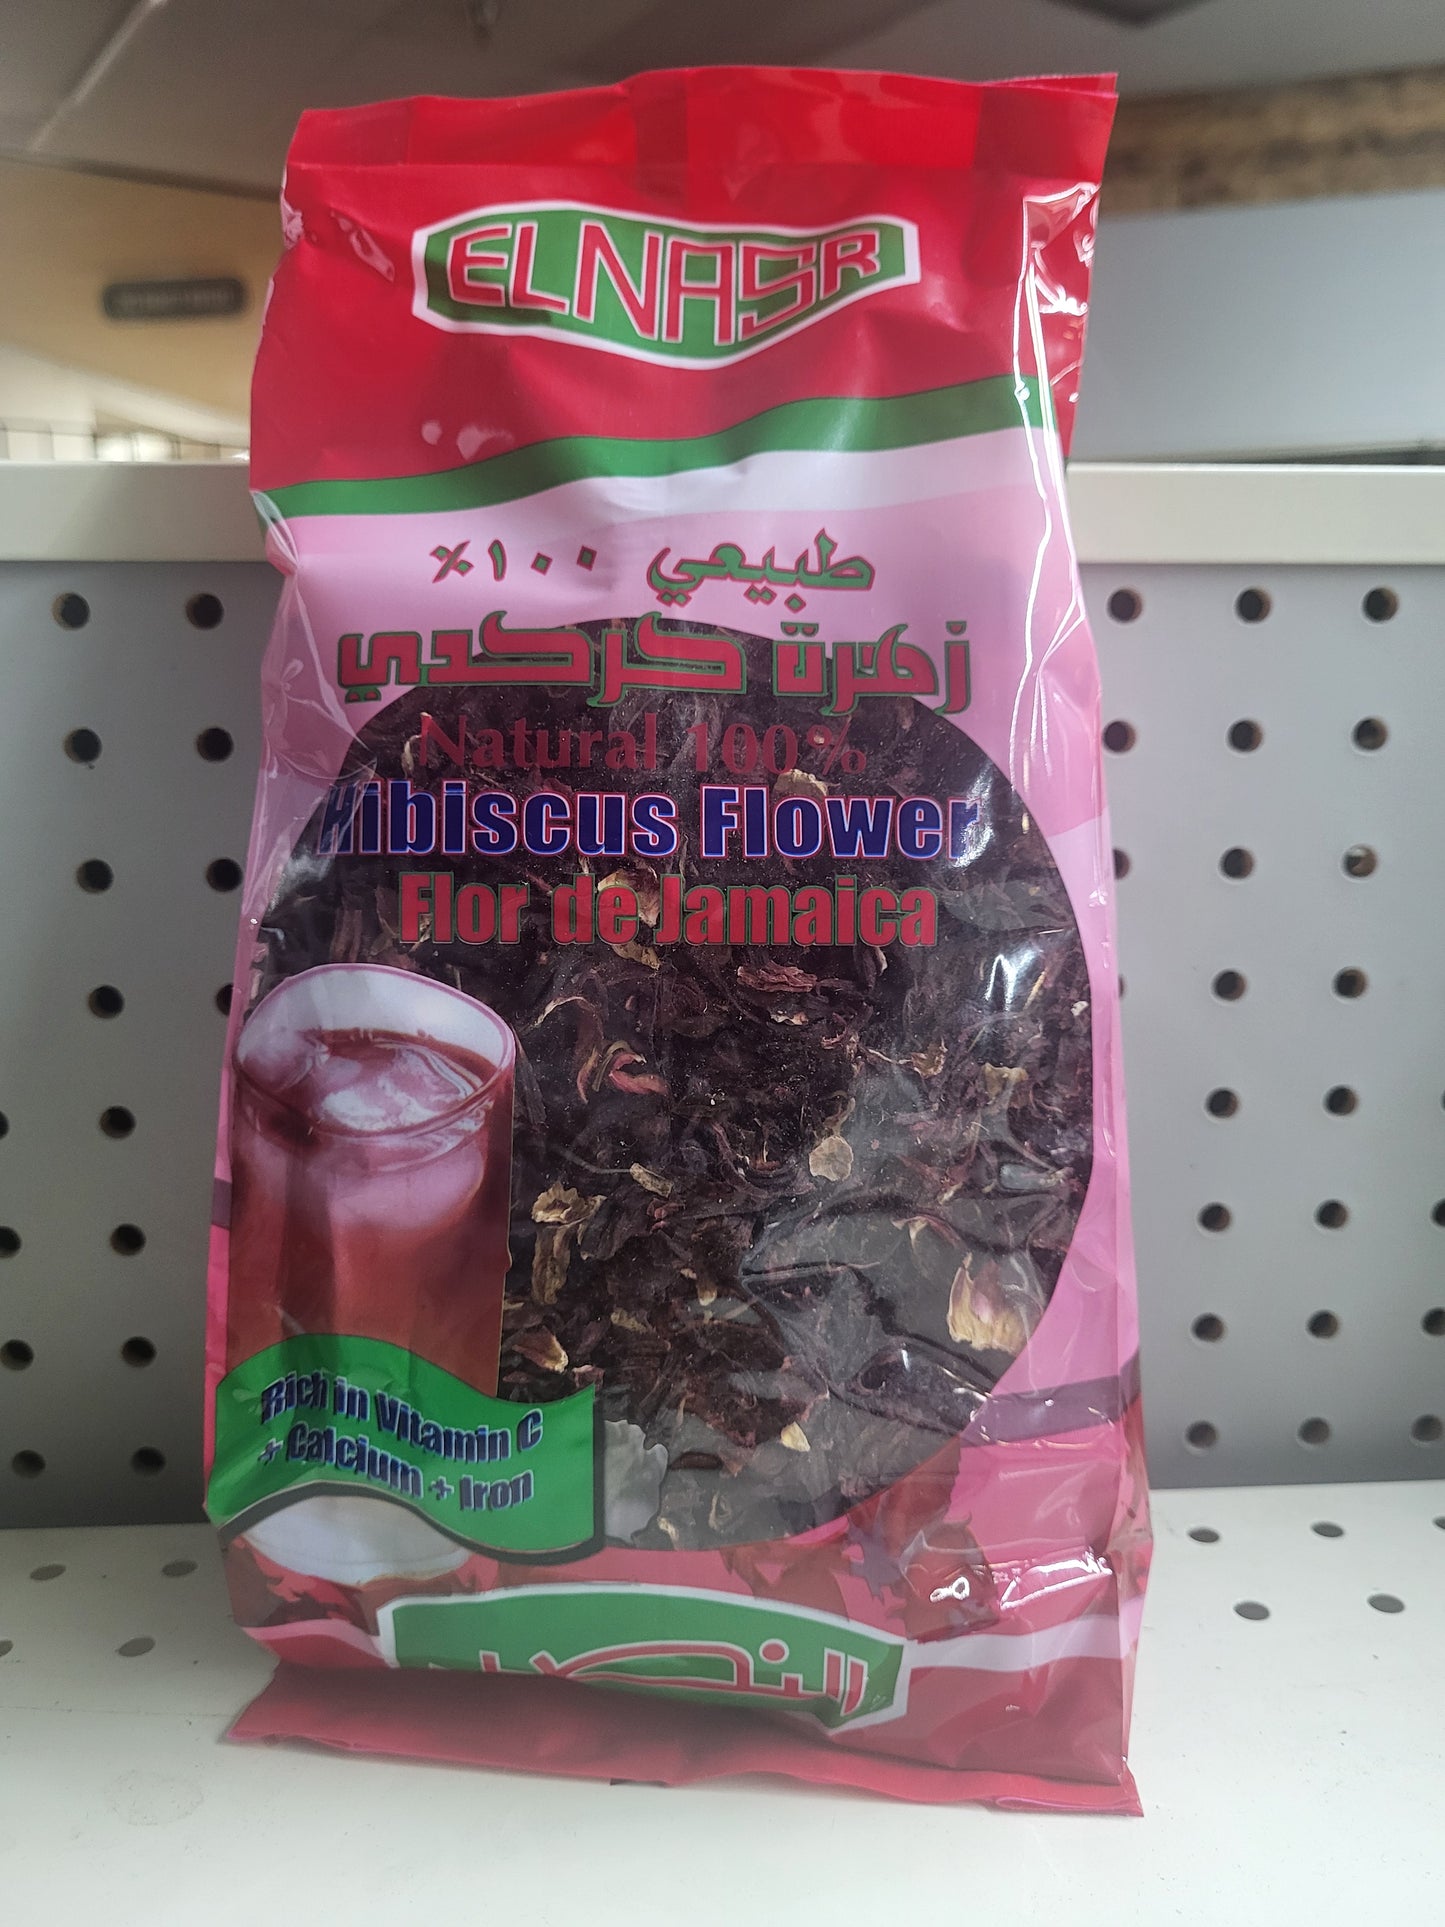 ELNASR
طبيعي ١٠٠٪
زهرة كركدي
Natural 100%
Hibiscus Flower
Flor de Jamaica
Rich in Vitamin C
+ Calcium + Iron
النصر